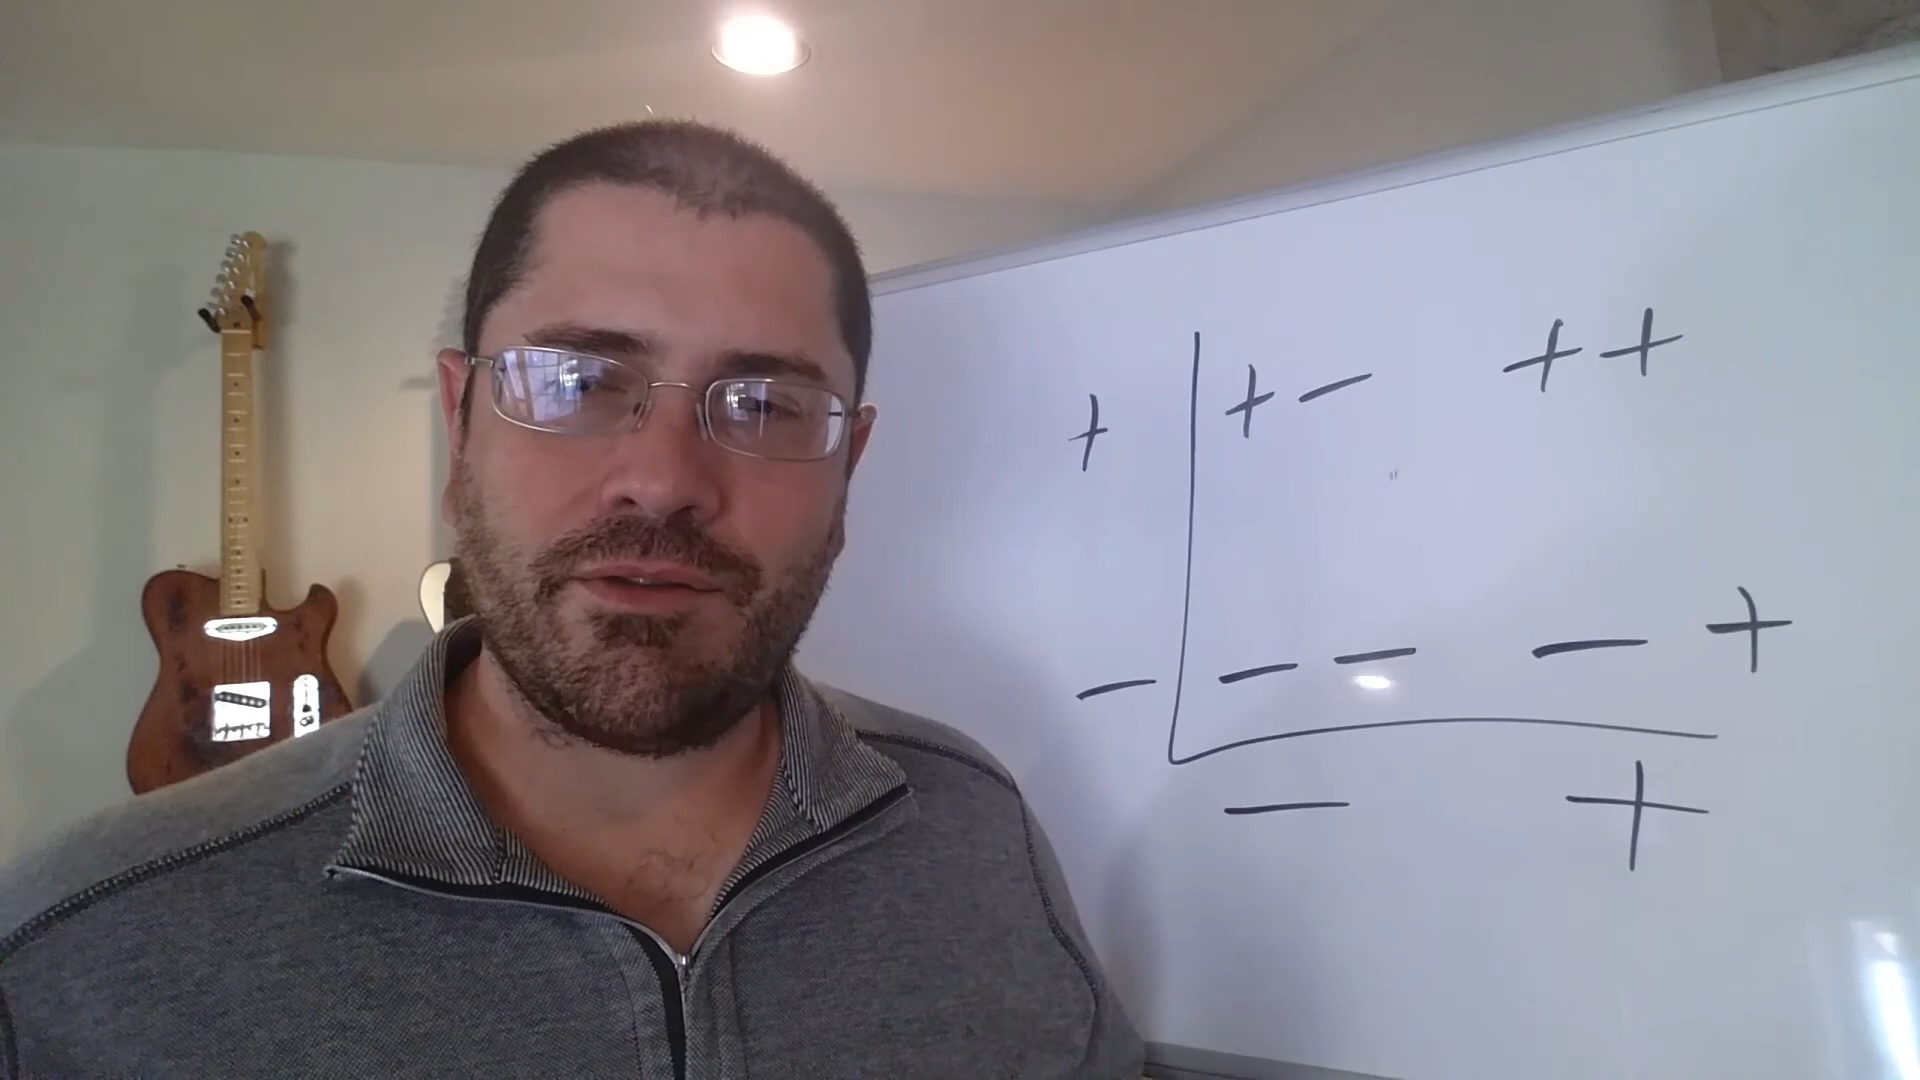 + + - + +
- - - - +
- +